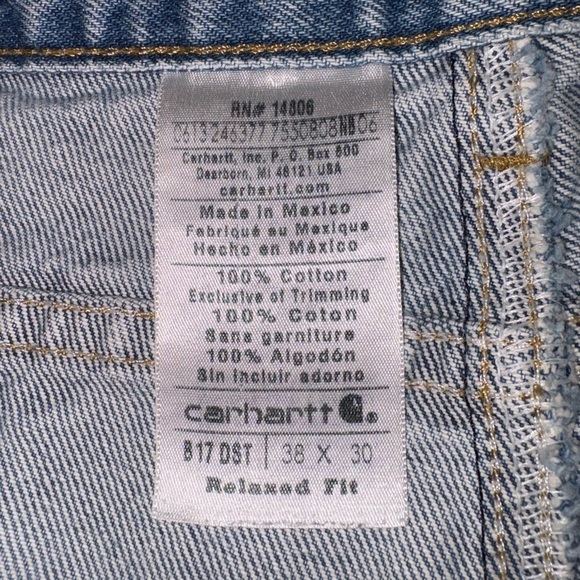 RN# 14806
0613246377 7530808NB06
Carhartt, Inc. P. O. Box 600
Dearborn, MI 48121 USA
carhartt.com
Made in Mexico
Fabriqué au Mexique
Hecho en México
100% Cotton
Exclusive of Trimming
100% Coton
Sans garniture
100% Algodón
Sin incluir adorno
carhartt
B17 DST | 38 X 30
Relaxed Fit